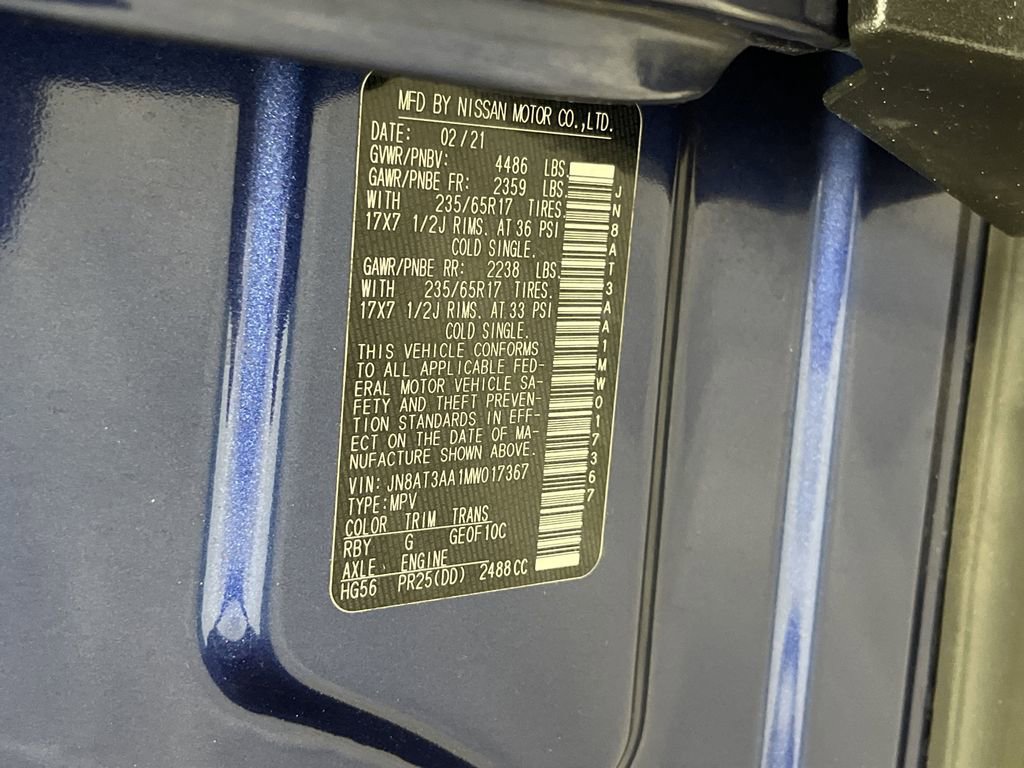 MFD BY NISSAN MOTOR CO.,LTD.
DATE: 02/21
GVWR/PNBV: 4486 LBS.
GAWR/PNBE FR: 2359 LBS
WITH 235/65R17 TIRES.
17X7 1/2J RIMS. AT 36 PSI
COLD SINGLE.
GAWR/PNBE RR: 2238 LBS.
WITH 235/65R17 TIRES.
17X7 1/2J RIMS. AT 33 PSI
COLD SINGLE.
THIS VEHICLE CONFORMS
TO ALL APPLICABLE FED-
ERAL MOTOR VEHICLE SA-
FETY AND THEFT PREVEN-
TION STANDARDS IN EFF-
ECT ON THE DATE OF MA-
NUFACTURE SHOWN ABOVE.
VIN: JN8AT3AA1MW017367
TYPE:MPV
COLOR TRIM TRANS
RBY G GE0F10C
AXLE ENGINE
HG56 PR25(DD) 2488CC
JN8AT3AA1MW017367